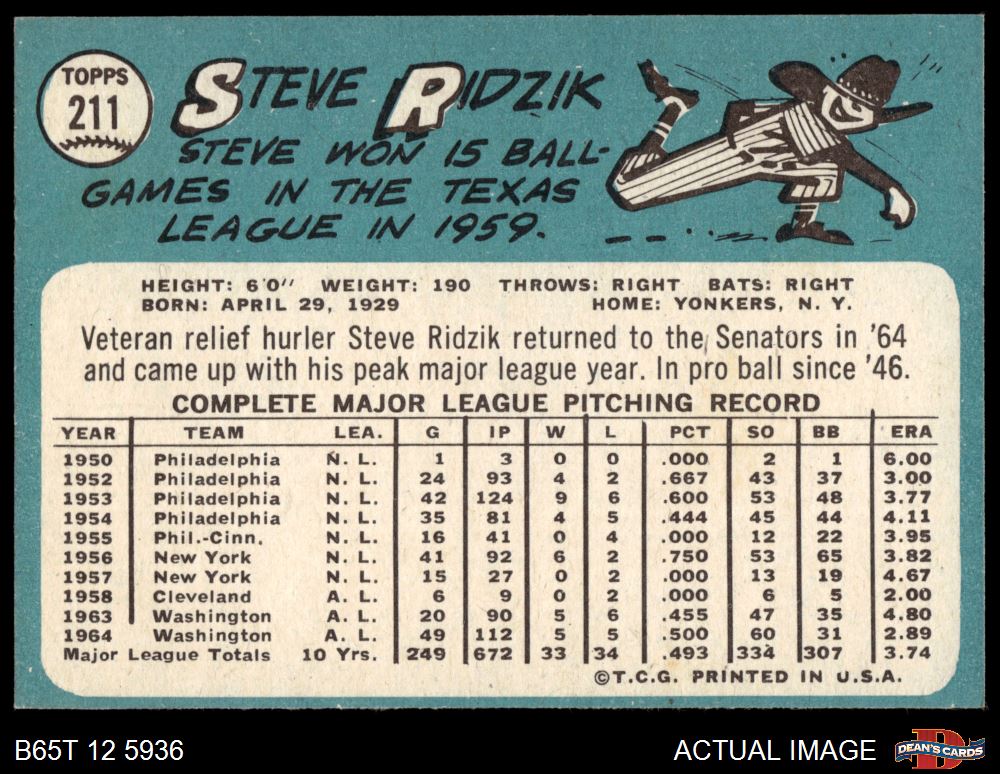 TOPPS
211
STEVE RIDZIK
STEVE WON 15 BALL-
GAMES IN THE TEXAS
LEAGUE IN 1959.
HEIGHT: 6'0" WEIGHT: 190 THROWS: RIGHT BATS: RIGHT
BORN: APRIL 29, 1929 HOME: YONKERS, N. Y.
Veteran relief hurler Steve Ridzik returned to the Senators in '64
and came up with his peak major league year. In pro ball since '46.
COMPLETE MAJOR LEAGUE PITCHING RECORD
YEAR TEAM LEA. G IP W L PCT SO BB ERA
1950 Philadelphia N. L. 1 3 0 0 .000 2 1 6.00
1952 Philadelphia N. L. 24 93 4 2 .667 43 37 3.00
1953 Philadelphia N. L. 42 124 9 6 .600 53 48 3.77
1954 Philadelphia N. L. 35 81 4 5 .444 45 44 4.11
1955 Phil.-Cinn. N. L. 16 41 0 4 .000 12 22 3.95
1956 New York N. L. 41 92 6 2 .750 53 65 3.82
1957 New York N. L. 15 27 0 2 .000 13 19 4.67
1958 Cleveland A. L. 6 9 0 2 .000 6 5 2.00
1963 Washington A. L. 20 90 5 6 .455 47 35 4.80
1964 Washington A. L. 49 112 5 5 .500 60 31 2.89
Major League Totals 10 Yrs. 249 672 33 34 .493 334 307 3.74
©T.C.G. PRINTED IN U.S.A.
B65T 12 5936
ACTUAL IMAGE
D
DEAN'S CARDS